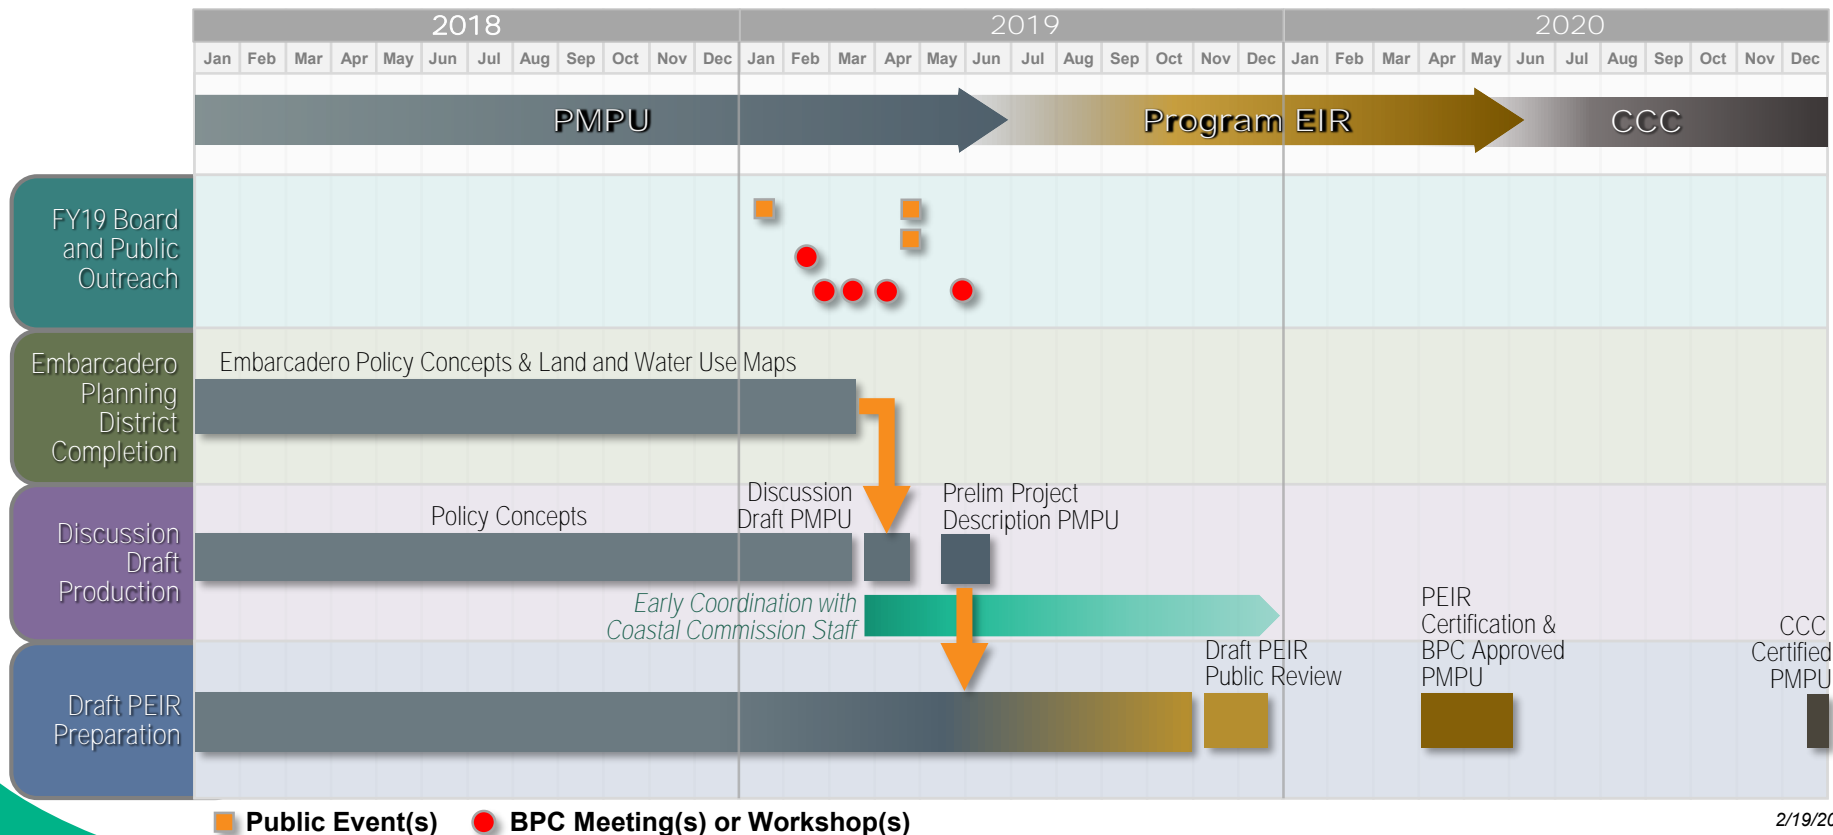 2018 2019 2020
Jan Feb Mar Apr May Jun Jul Aug Sep Oct Nov Dec Jan Feb Mar Apr May Jun Jul Aug Sep Oct Nov Dec Jan Feb Mar Apr May Jun Jul Aug Sep Oct Nov Dec
PMPU Program EIR CCC
FY19 Board
and Public
Outreach
Embarcadero
Planning
District
Completion
Embarcadero Policy Concepts & Land and Water Use Maps
Discussion
Draft
Production
Policy Concepts
Discussion
Draft PMPU
Prelim Project
Description PMPU
Early Coordination with
Coastal Commission Staff
Draft PEIR
Preparation
Draft PEIR
Public Review
PEIR
Certification &
BPC Approved
PMPU
CCC
Certified
PMPU
Public Event(s) BPC Meeting(s) or Workshop(s)
2/19/20